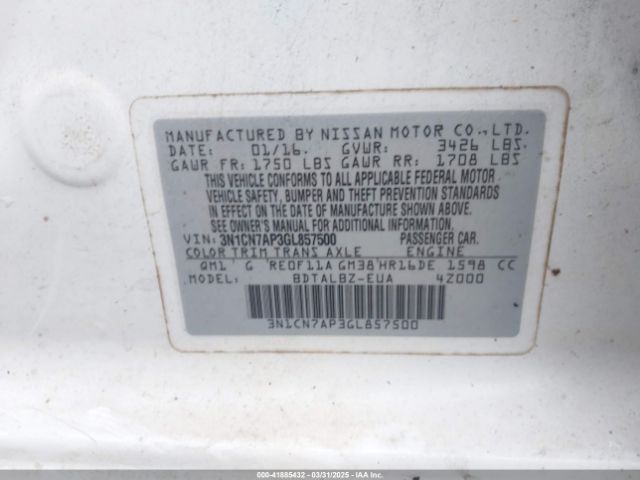 MANUFACTURED BY NISSAN MOTOR CO., LTD.
DATE: 01/16. GVWR: 3426 LBS.
GAWR FR: 1750 LBS GAWR RR: 1708 LBS
THIS VEHICLE CONFORMS TO ALL APPLICABLE FEDERAL MOTOR
VEHICLE SAFETY, BUMPER AND THEFT PREVENTION STANDARDS
IN EFFECT ON THE DATE OF MANUFACTURE SHOWN ABOVE.
SEE OWNER'S MANUAL FOR ADDITIONAL INFORMATION
VIN: 3N1CN7AP3GL857500 PASSENGER CAR.
COLOR TRIM TRANS AXLE ENGINE
QM1 G RE0F11A GM38 HR16DE 1598 CC
BDTALBZ-EUA 4Z000
3N1CN7AP3GL857500
000-41885432 - 03/31/2025 - Copart, Inc.